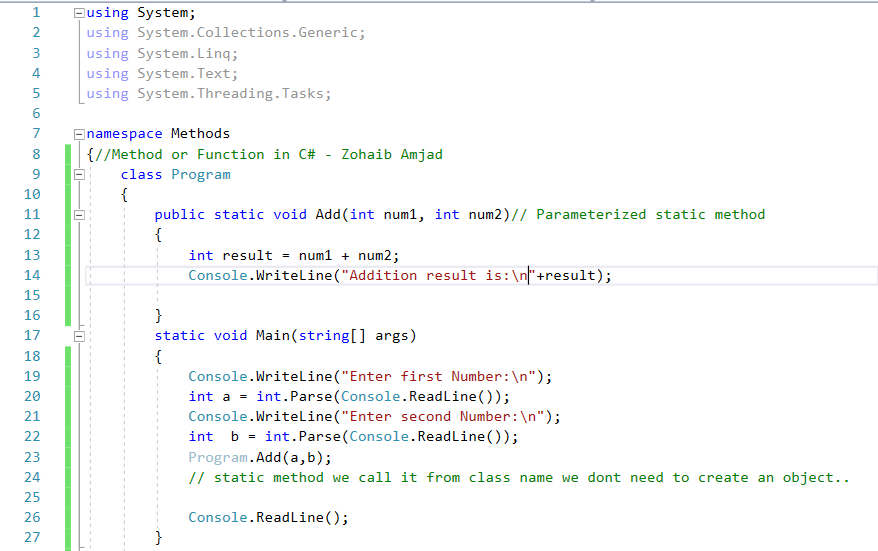 1 using System;
2 using System.Collections.Generic;
3 using System.Linq;
4 using System.Text;
5 using System.Threading.Tasks;
6
7 namespace Methods
8 {//Method or Function in C# - Zohaib Amjad
9 class Program
10 {
11 public static void Add(int num1, int num2)// Parameterized static method
12 {
13 int result = num1 + num2;
14 Console.WriteLine("Addition result is:\n"+result);
15
16 }
17 static void Main(string[] args)
18 {
19 Console.WriteLine("Enter first Number:\n");
20 int a = int.Parse(Console.ReadLine());
21 Console.WriteLine("Enter second Number:\n");
22 int  b = int.Parse(Console.ReadLine());
23 Program.Add(a,b);
24 // static method we call it from class name we dont need to create an object..
25
26 Console.ReadLine();
27 }